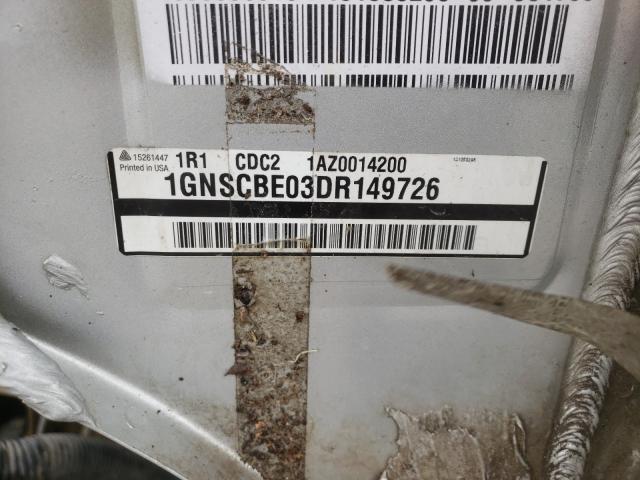 15261447 1R1 CDC2 1AZ0014200
Printed in USA
1GNSCBE03DR149726